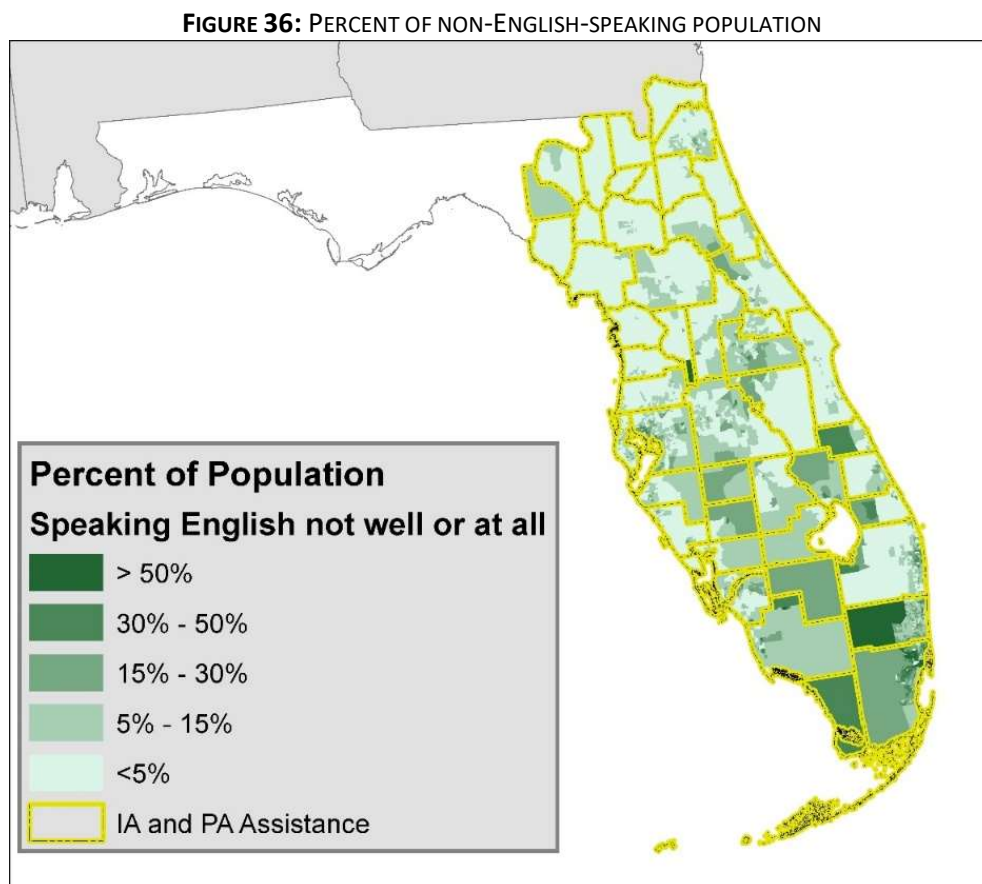 FIGURE 36: PERCENT OF NON-ENGLISH-SPEAKING POPULATION
Percent of Population
Speaking English not well or at all
> 50%
30% - 50%
15% - 30%
5% - 15%
<5%
IA and PA Assistance